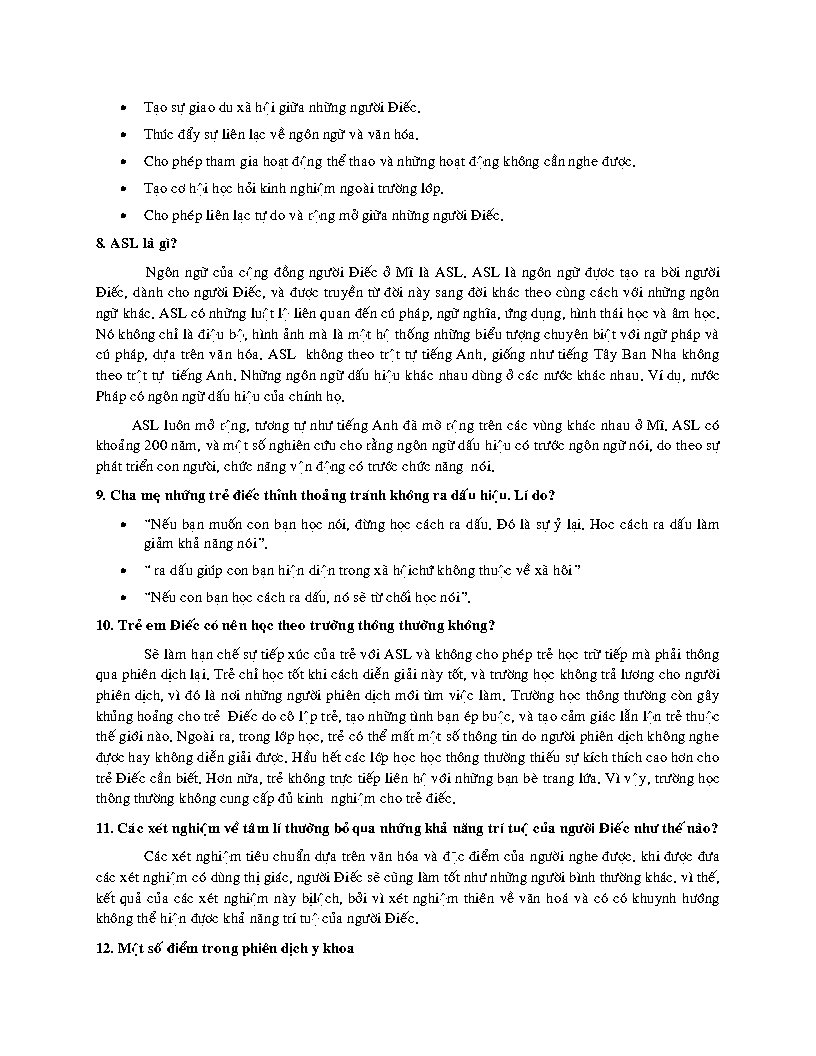 • Tạo sự giao du xã hội giữa những người Điếc.
• Thúc đẩy sự liên lạc về ngôn ngữ và văn hóa.
• Cho phép tham gia hoạt động thể thao và những hoạt động không cần nghe được.
• Tạo cơ hội học hỏi kinh nghiệm ngoài trường lớp.
• Cho phép liên lạc tự do và rộng mở giữa những người Điếc.
8. ASL là gì?
Ngôn ngữ của cộng đồng người Điếc ở Mĩ là ASL. ASL là ngôn ngữ được tạo ra bời người
Điếc, dành cho người Điếc, và được truyền từ đời này sang đời khác theo cùng cách với những ngôn
ngữ khác. ASL có những luật lệ liên quan đến cú pháp, ngữ nghĩa, ứng dụng, hình thái học và âm học.
Nó không chỉ là điệu bộ, hình ảnh mà là một hệ thống những biểu tượng chuyên biệt với ngữ pháp và
cú pháp, dựa trên văn hóa. ASL không theo trật tự tiếng Anh, giống như tiếng Tây Ban Nha không
theo trật tự tiếng Anh. Những ngôn ngữ dấu hiệu khác nhau dùng ở các nước khác nhau. Ví dụ, nước
Pháp có ngôn ngữ dấu hiệu của chính họ.
ASL luôn mở rộng, tương tự như tiếng Anh đã mở rộng trên các vùng khác nhau ở Mĩ. ASL có
khoảng 200 năm, và một số nghiên cứu cho rằng ngôn ngữ dấu hiệu có trước ngôn ngữ nói, do theo sự
phát triển con người, chức năng vận động có trước chức năng nói.
9. Cha mẹ những trẻ điếc thỉnh thoảng tránh không ra dấu hiệu. Lí do?
• “Nếu bạn muốn con bạn học nói, đừng học cách ra dấu. Đó là sự ỷ lại. Hoc cách ra dấu làm
giảm khả năng nói”.
• “ ra dấu giúp con bạn hiện diện trong xã hộichứ không thuộc về xã hôi”
• “Nếu con bạn học cách ra dấu, nó sẽ từ chối học nói”.
10. Trẻ em Điếc có nên học theo trường thông thường không?
Sẽ làm hạn chế sự tiếp xúc của trẻ với ASL và không cho phép trẻ học trữ tiếp mà phải thông
qua phiên dịch lại. Trẻ chỉ học tốt khi cách diễn giải này tốt, và trường học không trả lương cho người
phiên dịch, vì đó là nơi những người phiên dịch mới tìm việc làm. Trường học thông thường còn gây
khủng hoảng cho trẻ Điếc do cô lập trẻ, tạo những tình bạn ép buộc, và tạo cảm giác lẫn lộn trẻ thuộc
thế giới nào. Ngoài ra, trong lớp học, trẻ có thể mất một số thông tin do người phiên dịch không nghe
được hay không diễn giải được. Hầu hết các lớp học học thông thường thiếu sự kích thích cao hơn cho
trẻ Điếc cần biết. Hơn nữa, trẻ không trực tiếp liên hệ với những bạn bè trang lứa. Vì vậy, trường học
thông thường không cung cấp đủ kinh nghiệm cho trẻ điếc.
11. Các xét nghiệm về tâm lí thường bỏ qua những khả năng trí tuệ của người Điếc như thế nào?
Các xét nghiệm tiêu chuẩn dựa trên văn hóa và đặc điểm của người nghe được. khi được đưa
các xét nghiệm có dùng thị giác, người Điếc sẽ cũng làm tốt như những người bình thường khác. vì thế,
kết quả của các xét nghiệm này bịlệch, bởi vì xét nghiệm thiên về văn hoá và có có khuynh hướng
không thể hiện được khả năng trí tuệ của người Điếc.
12. Một số điểm trong phiên dịch y khoa